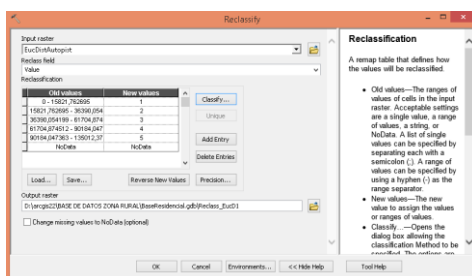 Reclassify
Input raster
EucDistAutopirt
Reclass field
Value
Reclassification
Old values New values
0 - 15821,762695 1
15821,762695 - 36390,054 2
36390,054199 - 61704,874 3
61704,874512 - 90184,047 4
90184,047363 - 135012,37 5
NoData NoData
Classify...
Unique
Add Entry
Delete Entries
Load... Save... Reverse New Values Precision...
Output raster
D:\arcgis22\BASE DE DATOS ZONA RURAL\BaseResidencial.gdb\Reclass_EucD1
Change missing values to NoData (optional)
OK Cancel Environments... << Hide Help Tool Help
Reclassification
A remap table that defines how
the values will be reclassified.
• Old values—The ranges of
values of cells in the input
raster. Acceptable settings
are a single value, a range
of values, a string, or
NoData. A list of single
values can be specified by
separating each with a
semicolon (;). A range of
values can be specified by
using a hyphen (-) as the
range separator.
• New values—The new
value to assign the values
or ranges of values.
• Classify...—Opens the
dialog box allowing the
classification Method to be
specified. The options are